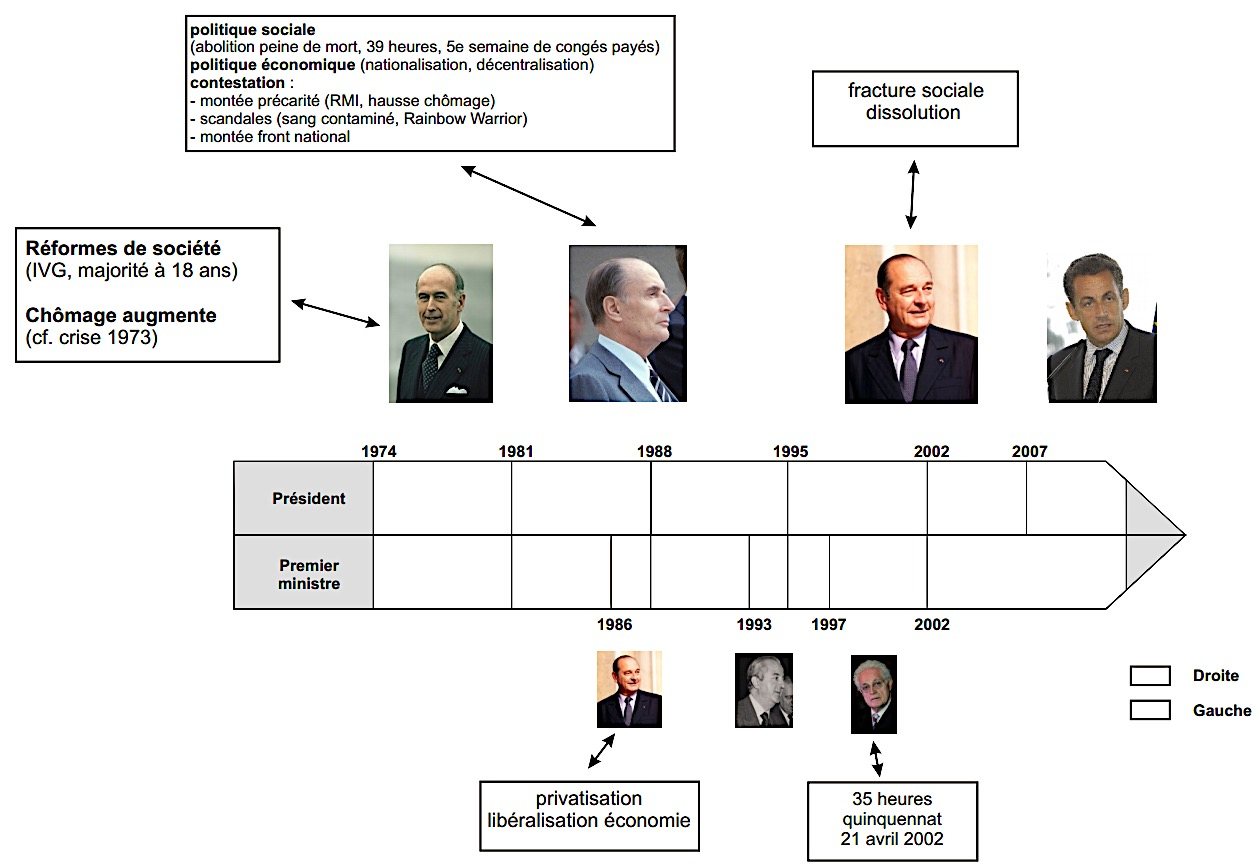 politique sociale
(abolition peine de mort, 39 heures, 5e semaine de congés payés)
politique économique (nationalisation, décentralisation)
contestation :
- montée précarité (RMI, hausse chômage)
- scandales (sang contaminé, Rainbow Warrior)
- montée front national
fracture sociale
dissolution
Réformes de société
(IVG, majorité à 18 ans)
Chômage augmente
(cf. crise 1973)
1974 1981 1988 1995 2002 2007
Président
Premier
ministre
1986 1993 1997 2002
Droite
Gauche
privatisation
libéralisation économie
35 heures
quinquennat
21 avril 2002